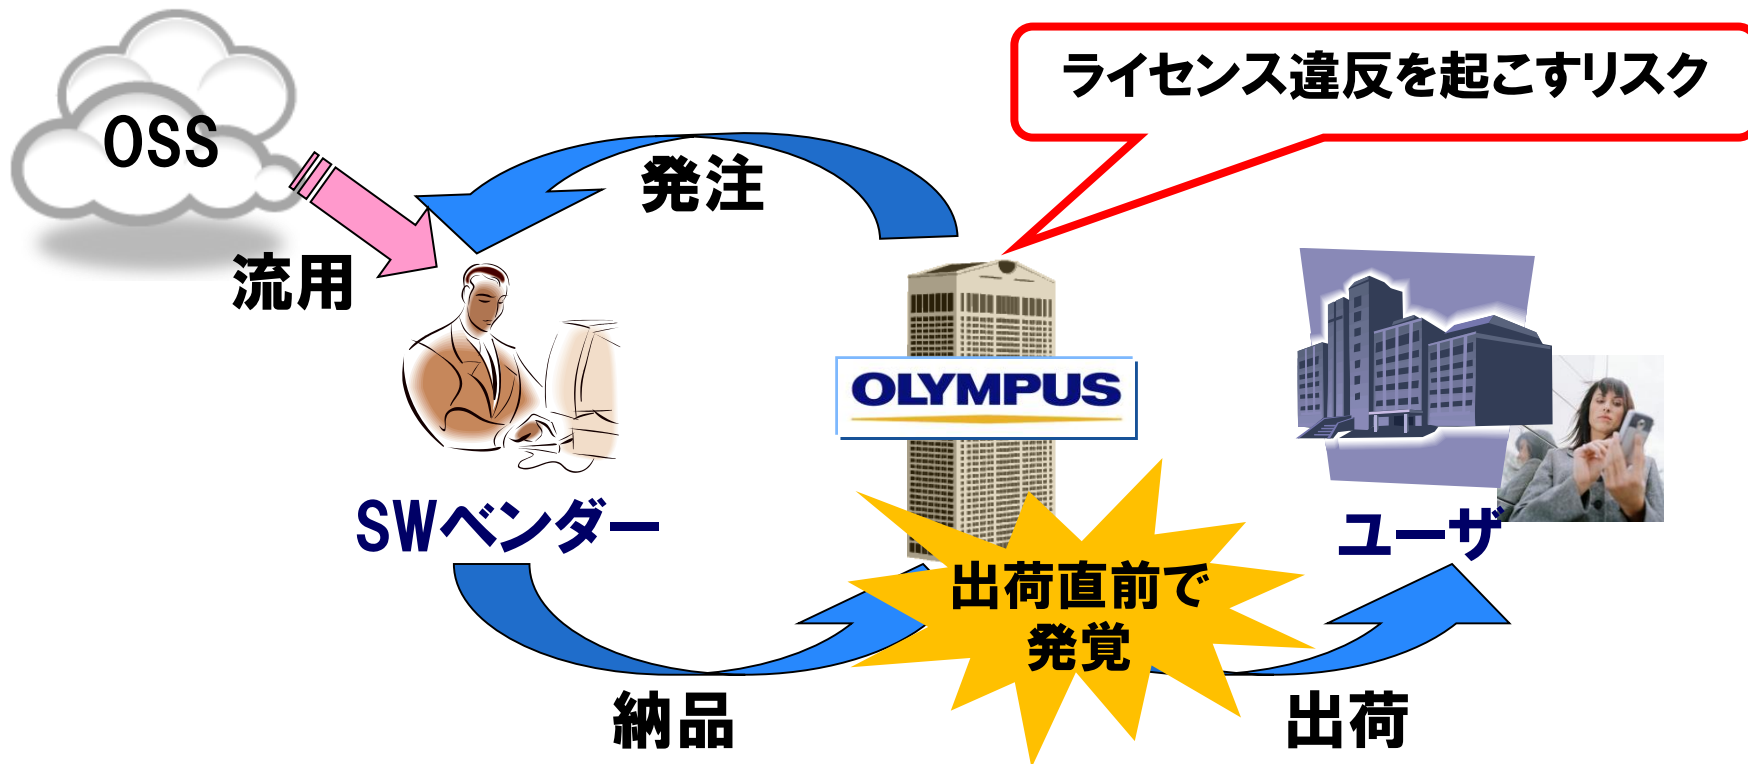 ライセンス違反を起こすリスク
OSS
発注
流用
OLYMPUS
SWベンダー
ユーザ
出荷直前で
発覚
納品
出荷